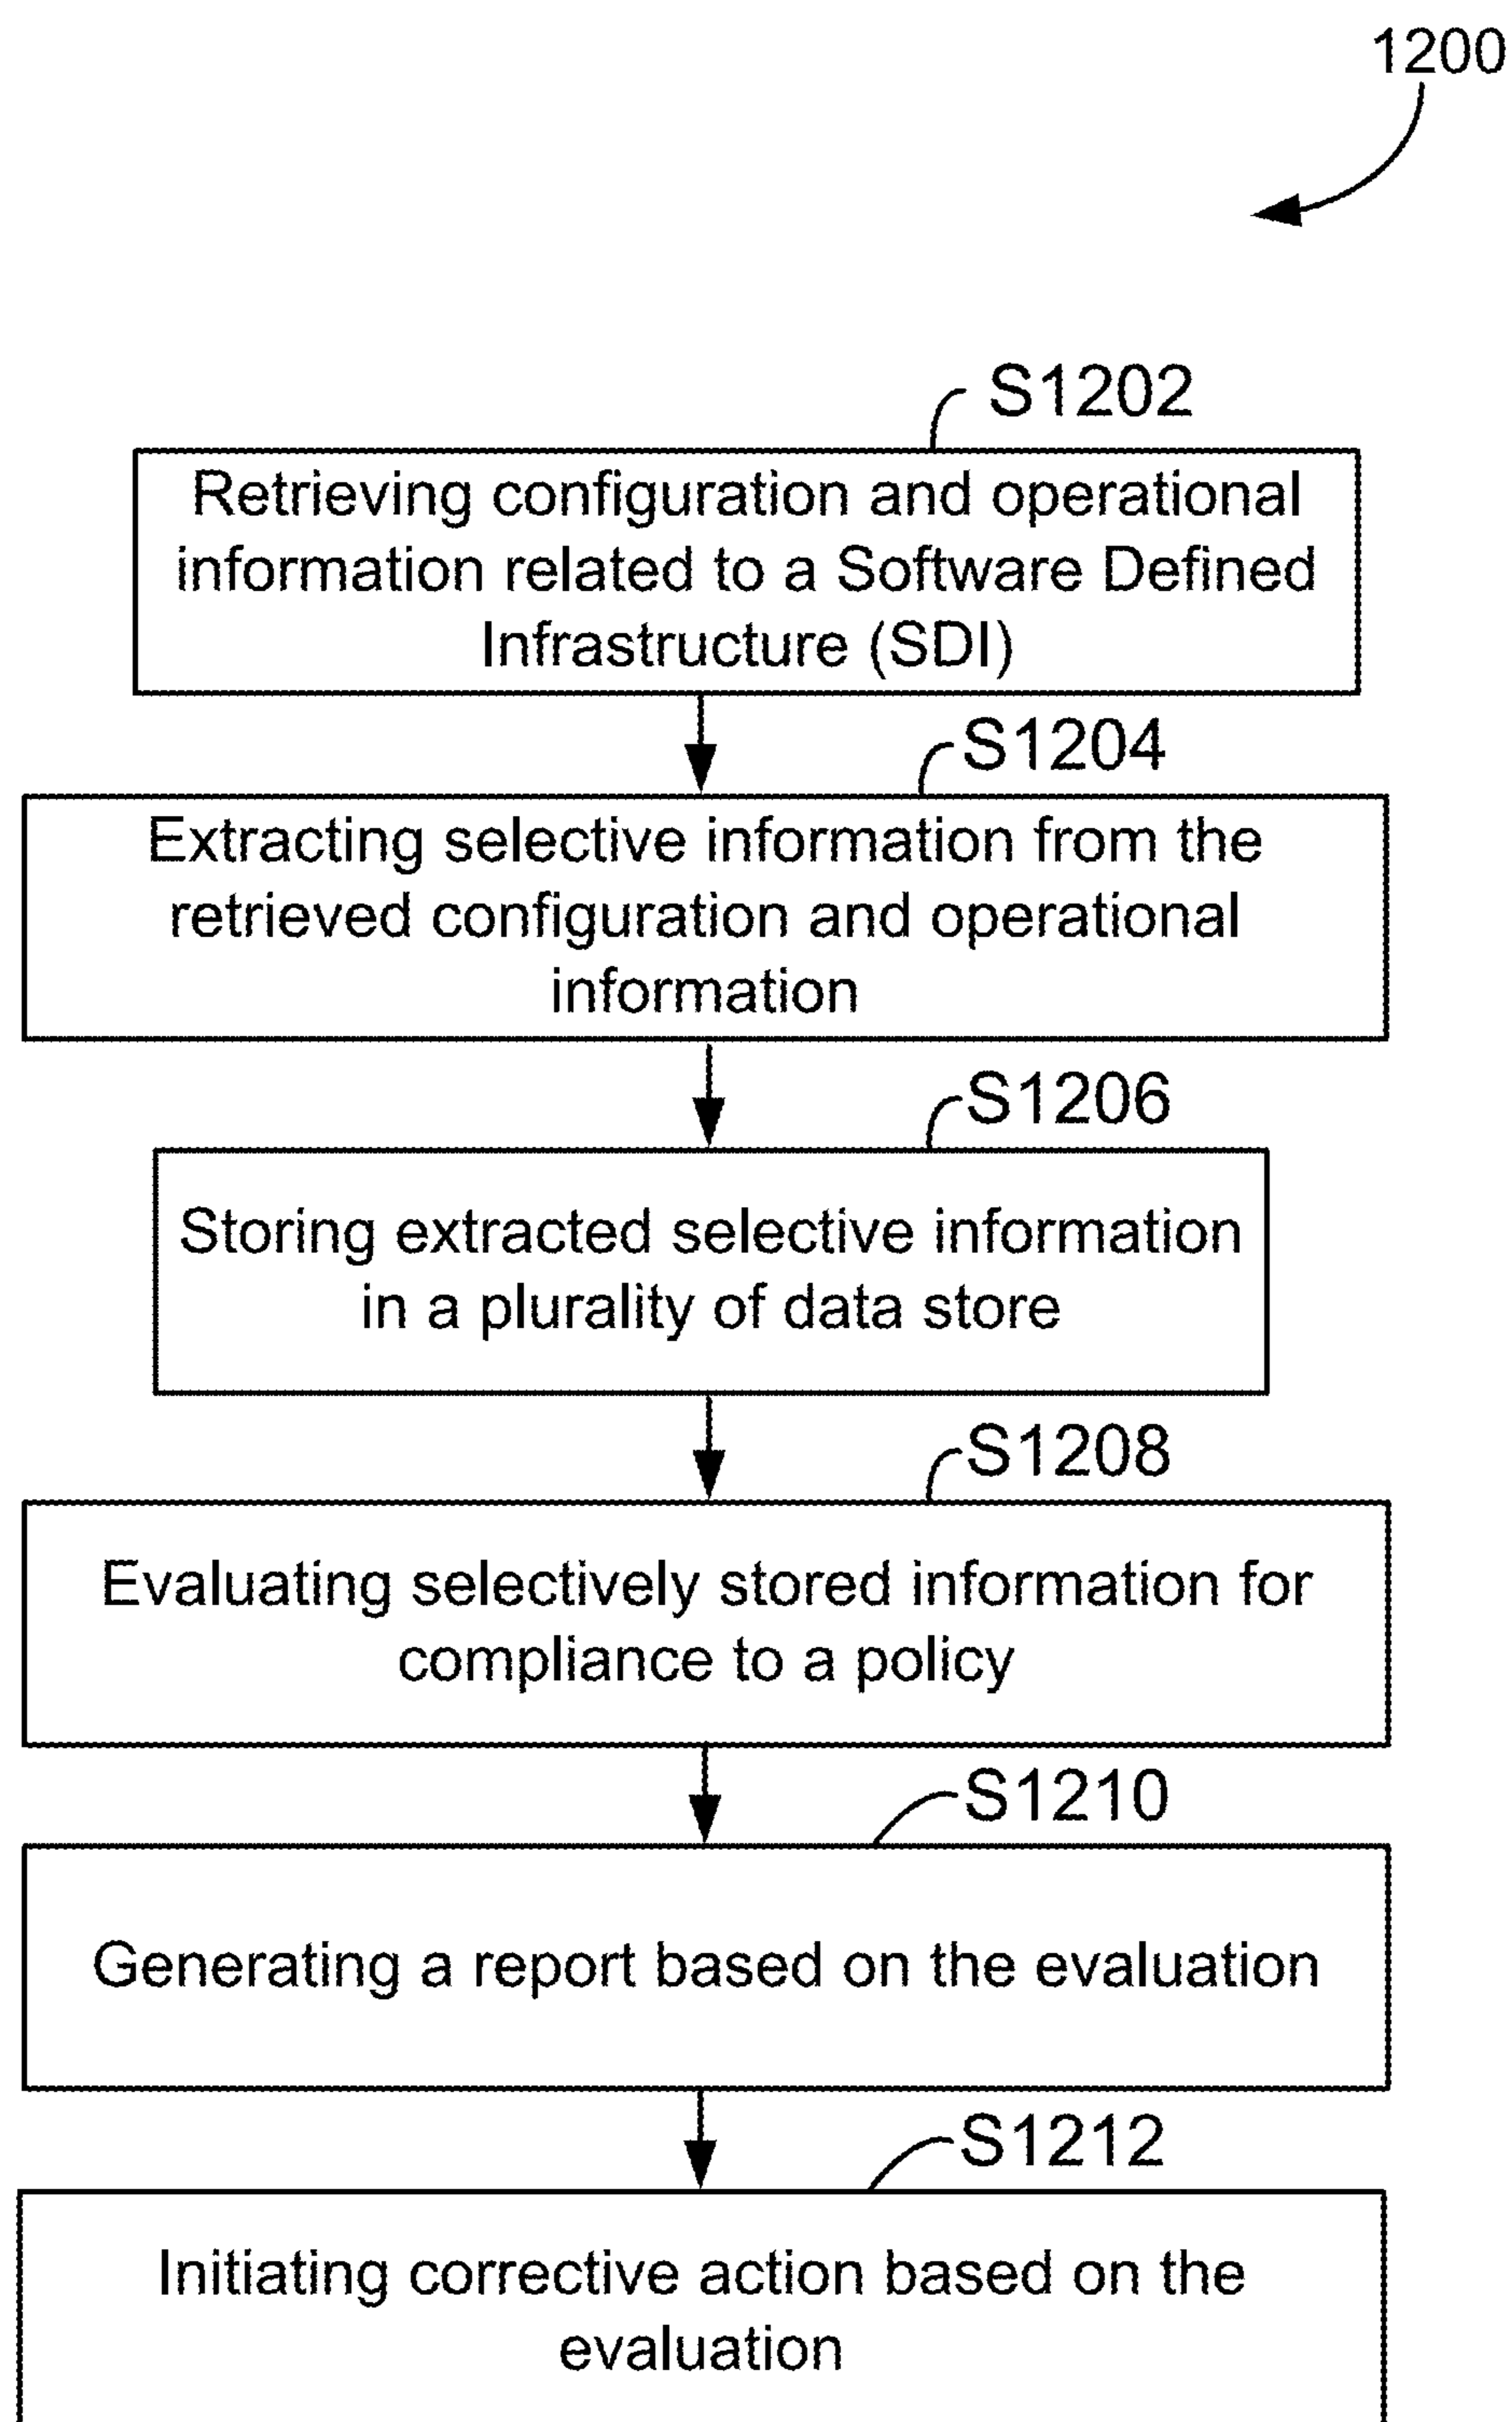 1200
S1202
Retrieving configuration and operational
information related to a Software Defined
Infrastructure (SDI)
S1204
Extracting selective information from the
retrieved configuration and operational
information
S1206
Storing extracted selective information
in a plurality of data store
S1208
Evaluating selectively stored information for
compliance to a policy
S1210
Generating a report based on the evaluation
S1212
Initiating corrective action based on the
evaluation